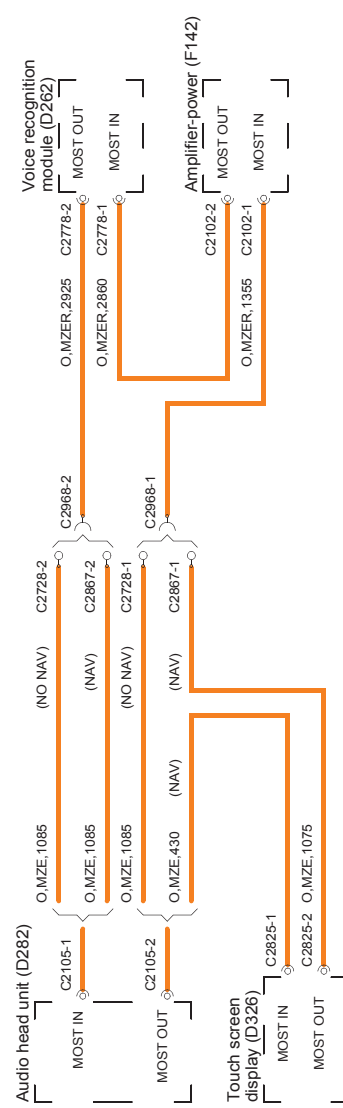 Voice recognition
module (D262)
MOST OUT
MOST IN
C2778-2
C2778-1
O,MZER,2925
O,MZER,2860
Amplifier-power (F142)
MOST OUT
MOST IN
C2102-2
C2102-1
O,MZER,1355
C2968-2
C2968-1
C2728-2
C2867-2
C2728-1
C2867-1
(NO NAV)
(NAV)
(NO NAV)
(NAV)
(NAV)
O,MZE,1085
O,MZE,1085
O,MZE,1085
O,MZE,430
Audio head unit (D282)
C2105-1
C2105-2
MOST IN
MOST OUT
Touch screen
display (D326)
C2825-1
C2825-2
O,MZE,1075
MOST IN
MOST OUT